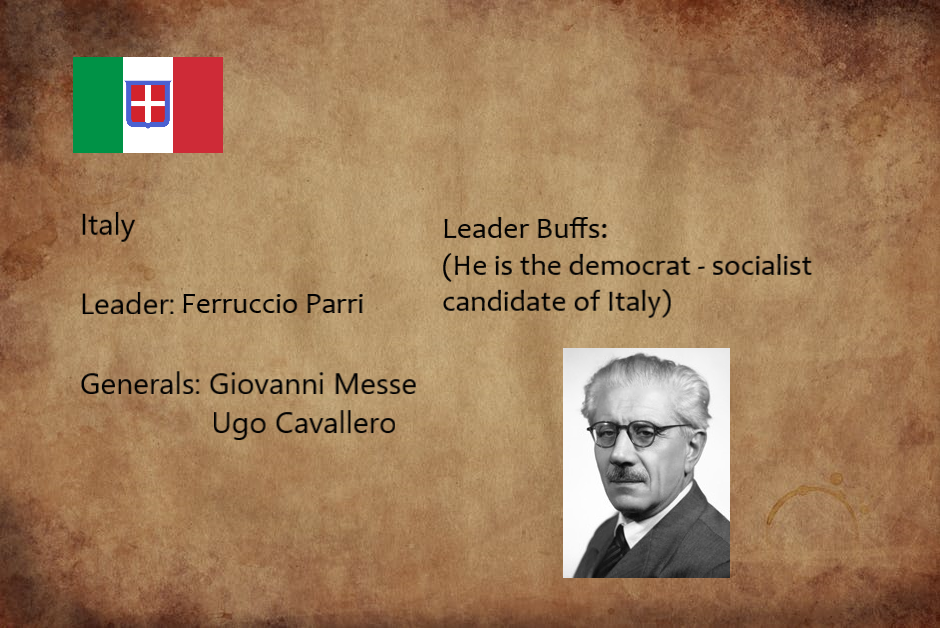 Italy
Leader: Ferruccio Parri
Generals: Giovanni Messe
Ugo Cavallero
Leader Buffs:
(He is the democrat - socialist
candidate of Italy)